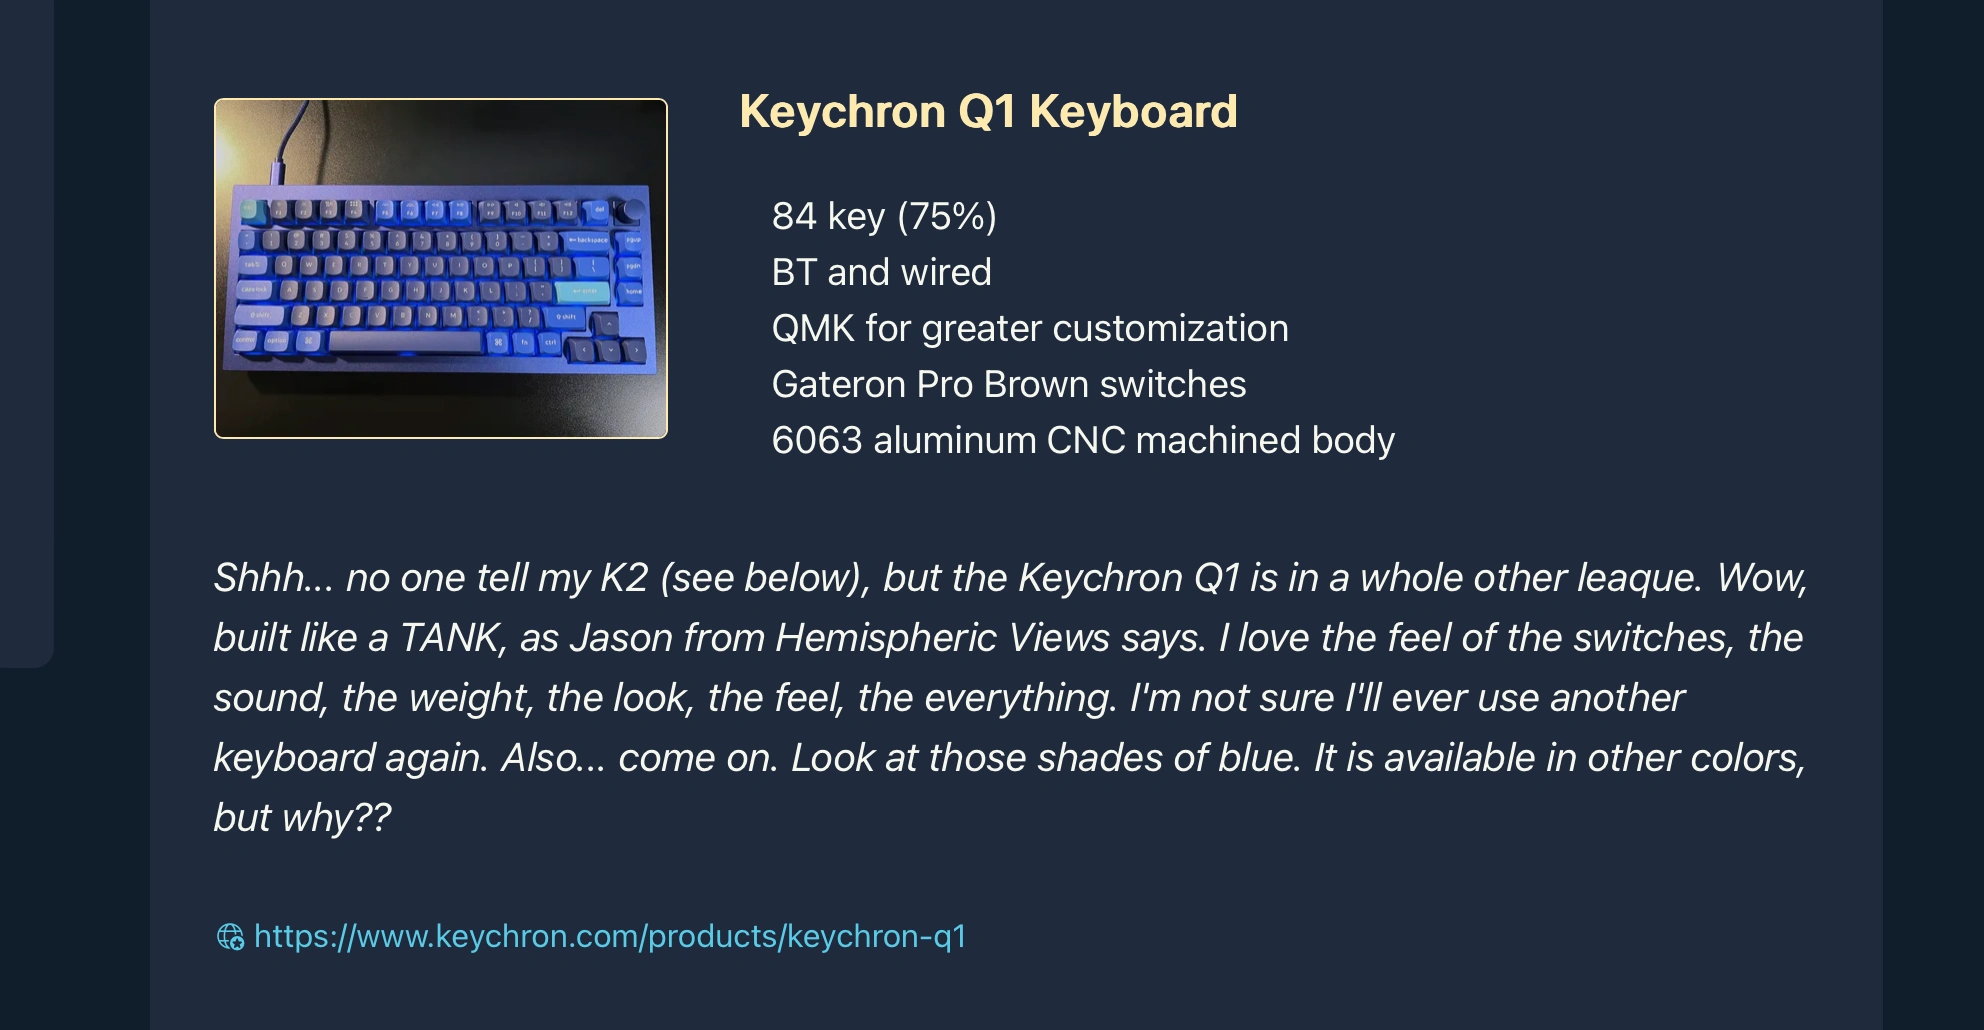 Keychron Q1 Keyboard
84 key (75%)
BT and wired
QMK for greater customization
Gateron Pro Brown switches
6063 aluminum CNC machined body
Shhh... no one tell my K2 (see below), but the Keychron Q1 is in a whole other leaque. Wow,
built like a TANK, as Jason from Hemispheric Views says. I love the feel of the switches, the
sound, the weight, the look, the feel, the everything. I'm not sure I'll ever use another
keyboard again. Also... come on. Look at those shades of blue. It is available in other colors,
but why??
https://www.keychron.com/products/keychron-q1